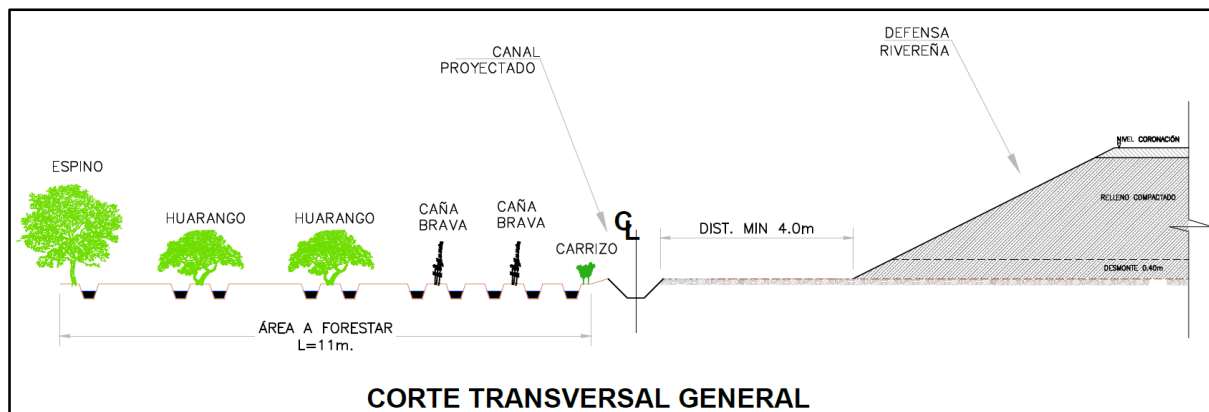 CANAL
PROYECTADO
DEFENSA
RIVEREÑA
NIVEL CORONACIÓN
ESPINO
HUARANGO
HUARANGO
CAÑA
BRAVA
CAÑA
BRAVA
CARRIZO
CL
DIST. MIN 4.0m
RELLENO COMPACTADO
DESMONTE 0.40m
ÁREA A FORESTAR
L=11m.
CORTE TRANSVERSAL GENERAL